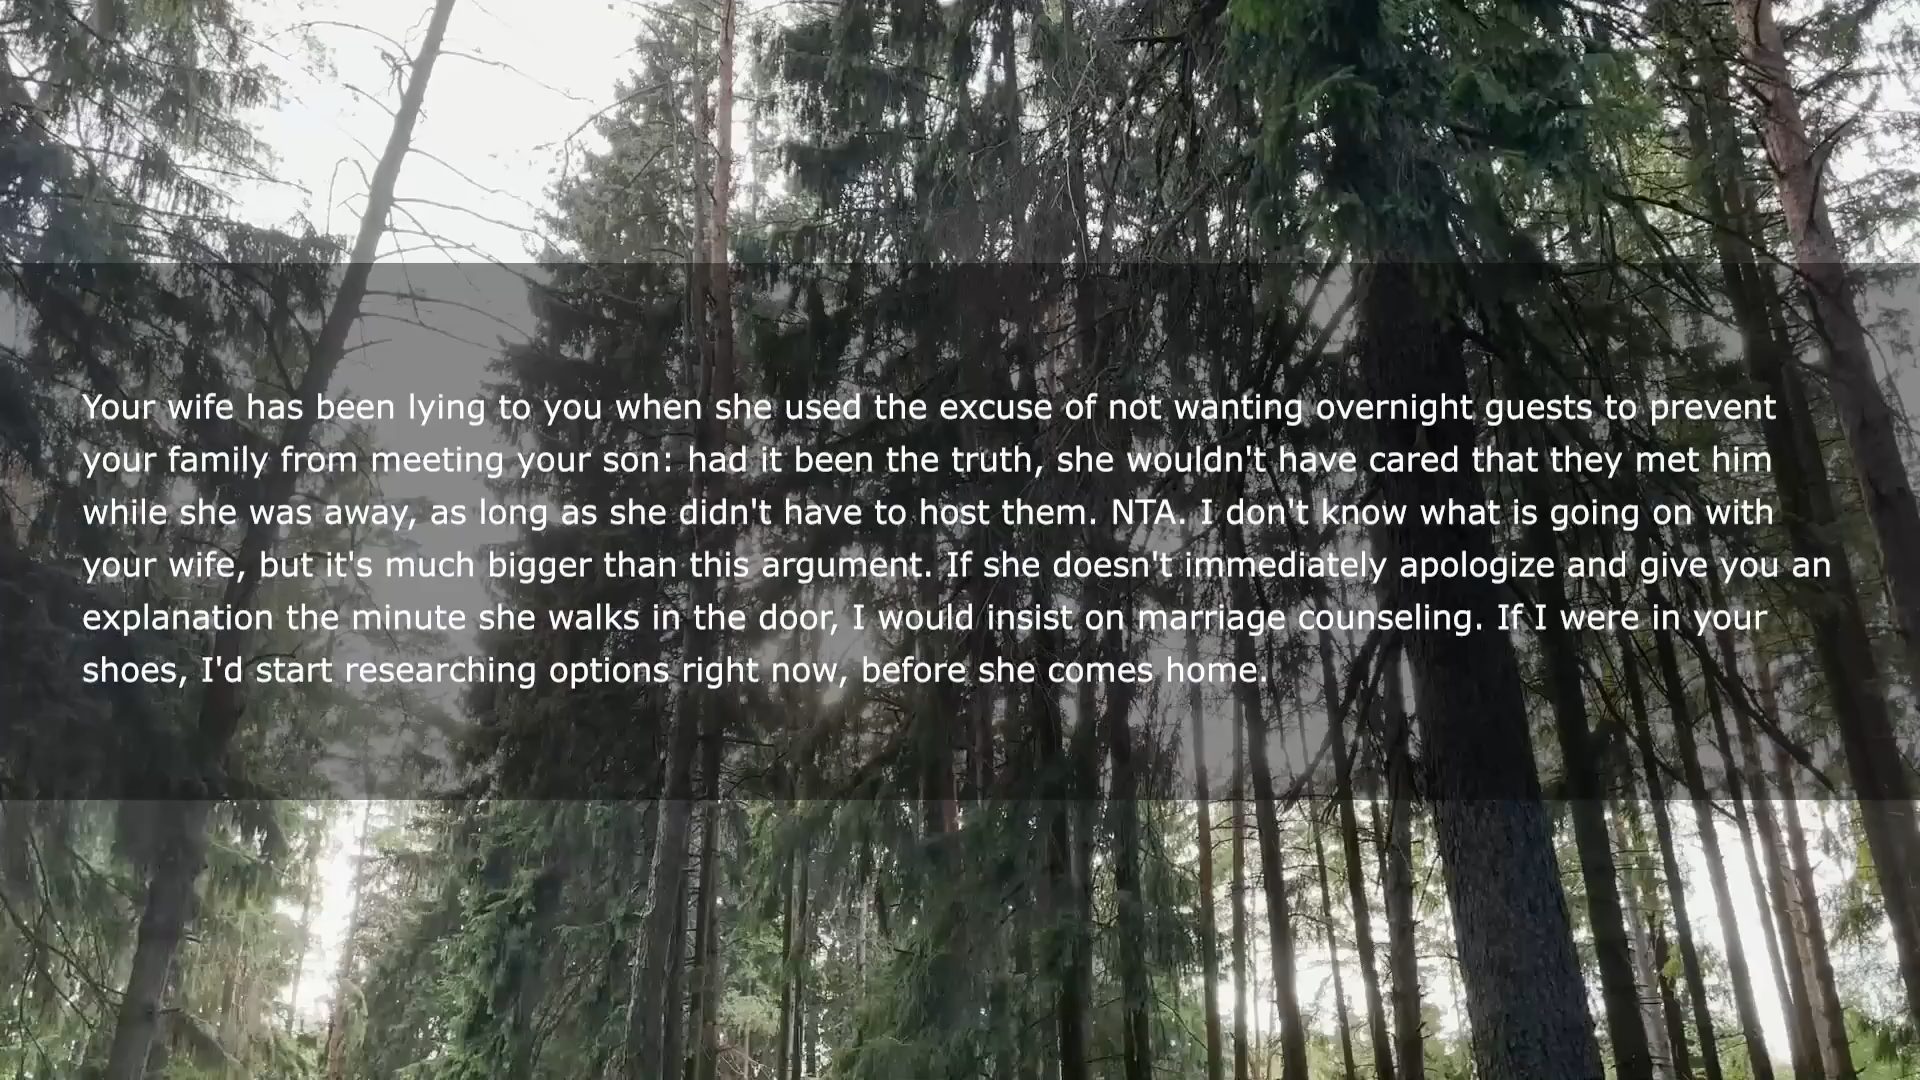 Your wife has been lying to you when she used the excuse of not wanting overnight guests to prevent
your family from meeting your son: had it been the truth, she wouldn't have cared that they met him
while she was away, as long as she didn't have to host them. NTA. I don't know what is going on with
your wife, but it's much bigger than this argument. If she doesn't immediately apologize and give you an
explanation the minute she walks in the door, I would insist on marriage counseling. If I were in your
shoes, I'd start researching options right now, before she comes home.